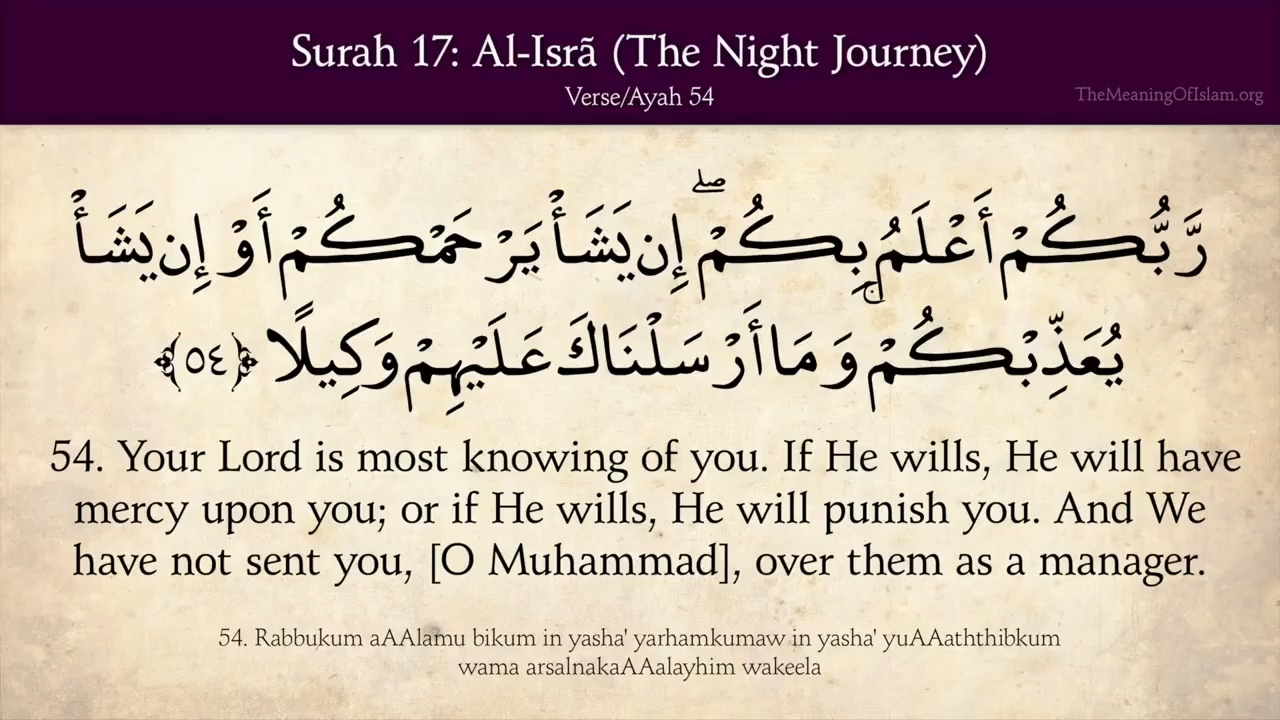 Surah 17: Al-Isrã (The Night Journey)
Verse/Ayah 54
TheMeaningOfIslam.org
رَّبُّكُمْ أَعْلَمُ بِكُمْ ۖ إِن يَشَأْ يَرْحَمْكُمْ أَوْ إِن يَشَأْ
يُعَذِّبْكُمْ ۚ وَمَا أَرْسَلْنَاكَ عَلَيْهِمْ وَكِيلًا ﴿٥٤﴾
54. Your Lord is most knowing of you. If He wills, He will have
mercy upon you; or if He wills, He will punish you. And We
have not sent you, [O Muhammad], over them as a manager.
54. Rabbukum aAAlamu bikum in yasha' yarhamkumaw in yasha' yuAAaththibkum
wama arsalnakaAAalayhim wakeela